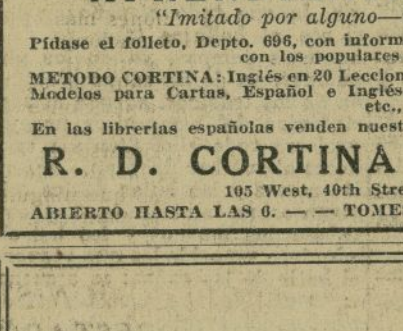 "Imitado por alguno—
Pídase el folleto, Depto. 696, con inform
con los populares
METODO CORTINA: Inglés en 20 Leccion
Modelos para Cartas, Español e Inglés
etc.,
En las librerías españolas venden nuest
R. D. CORTINA
105 West, 40th Stre
ABIERTO HASTA LAS 6. — — TOME